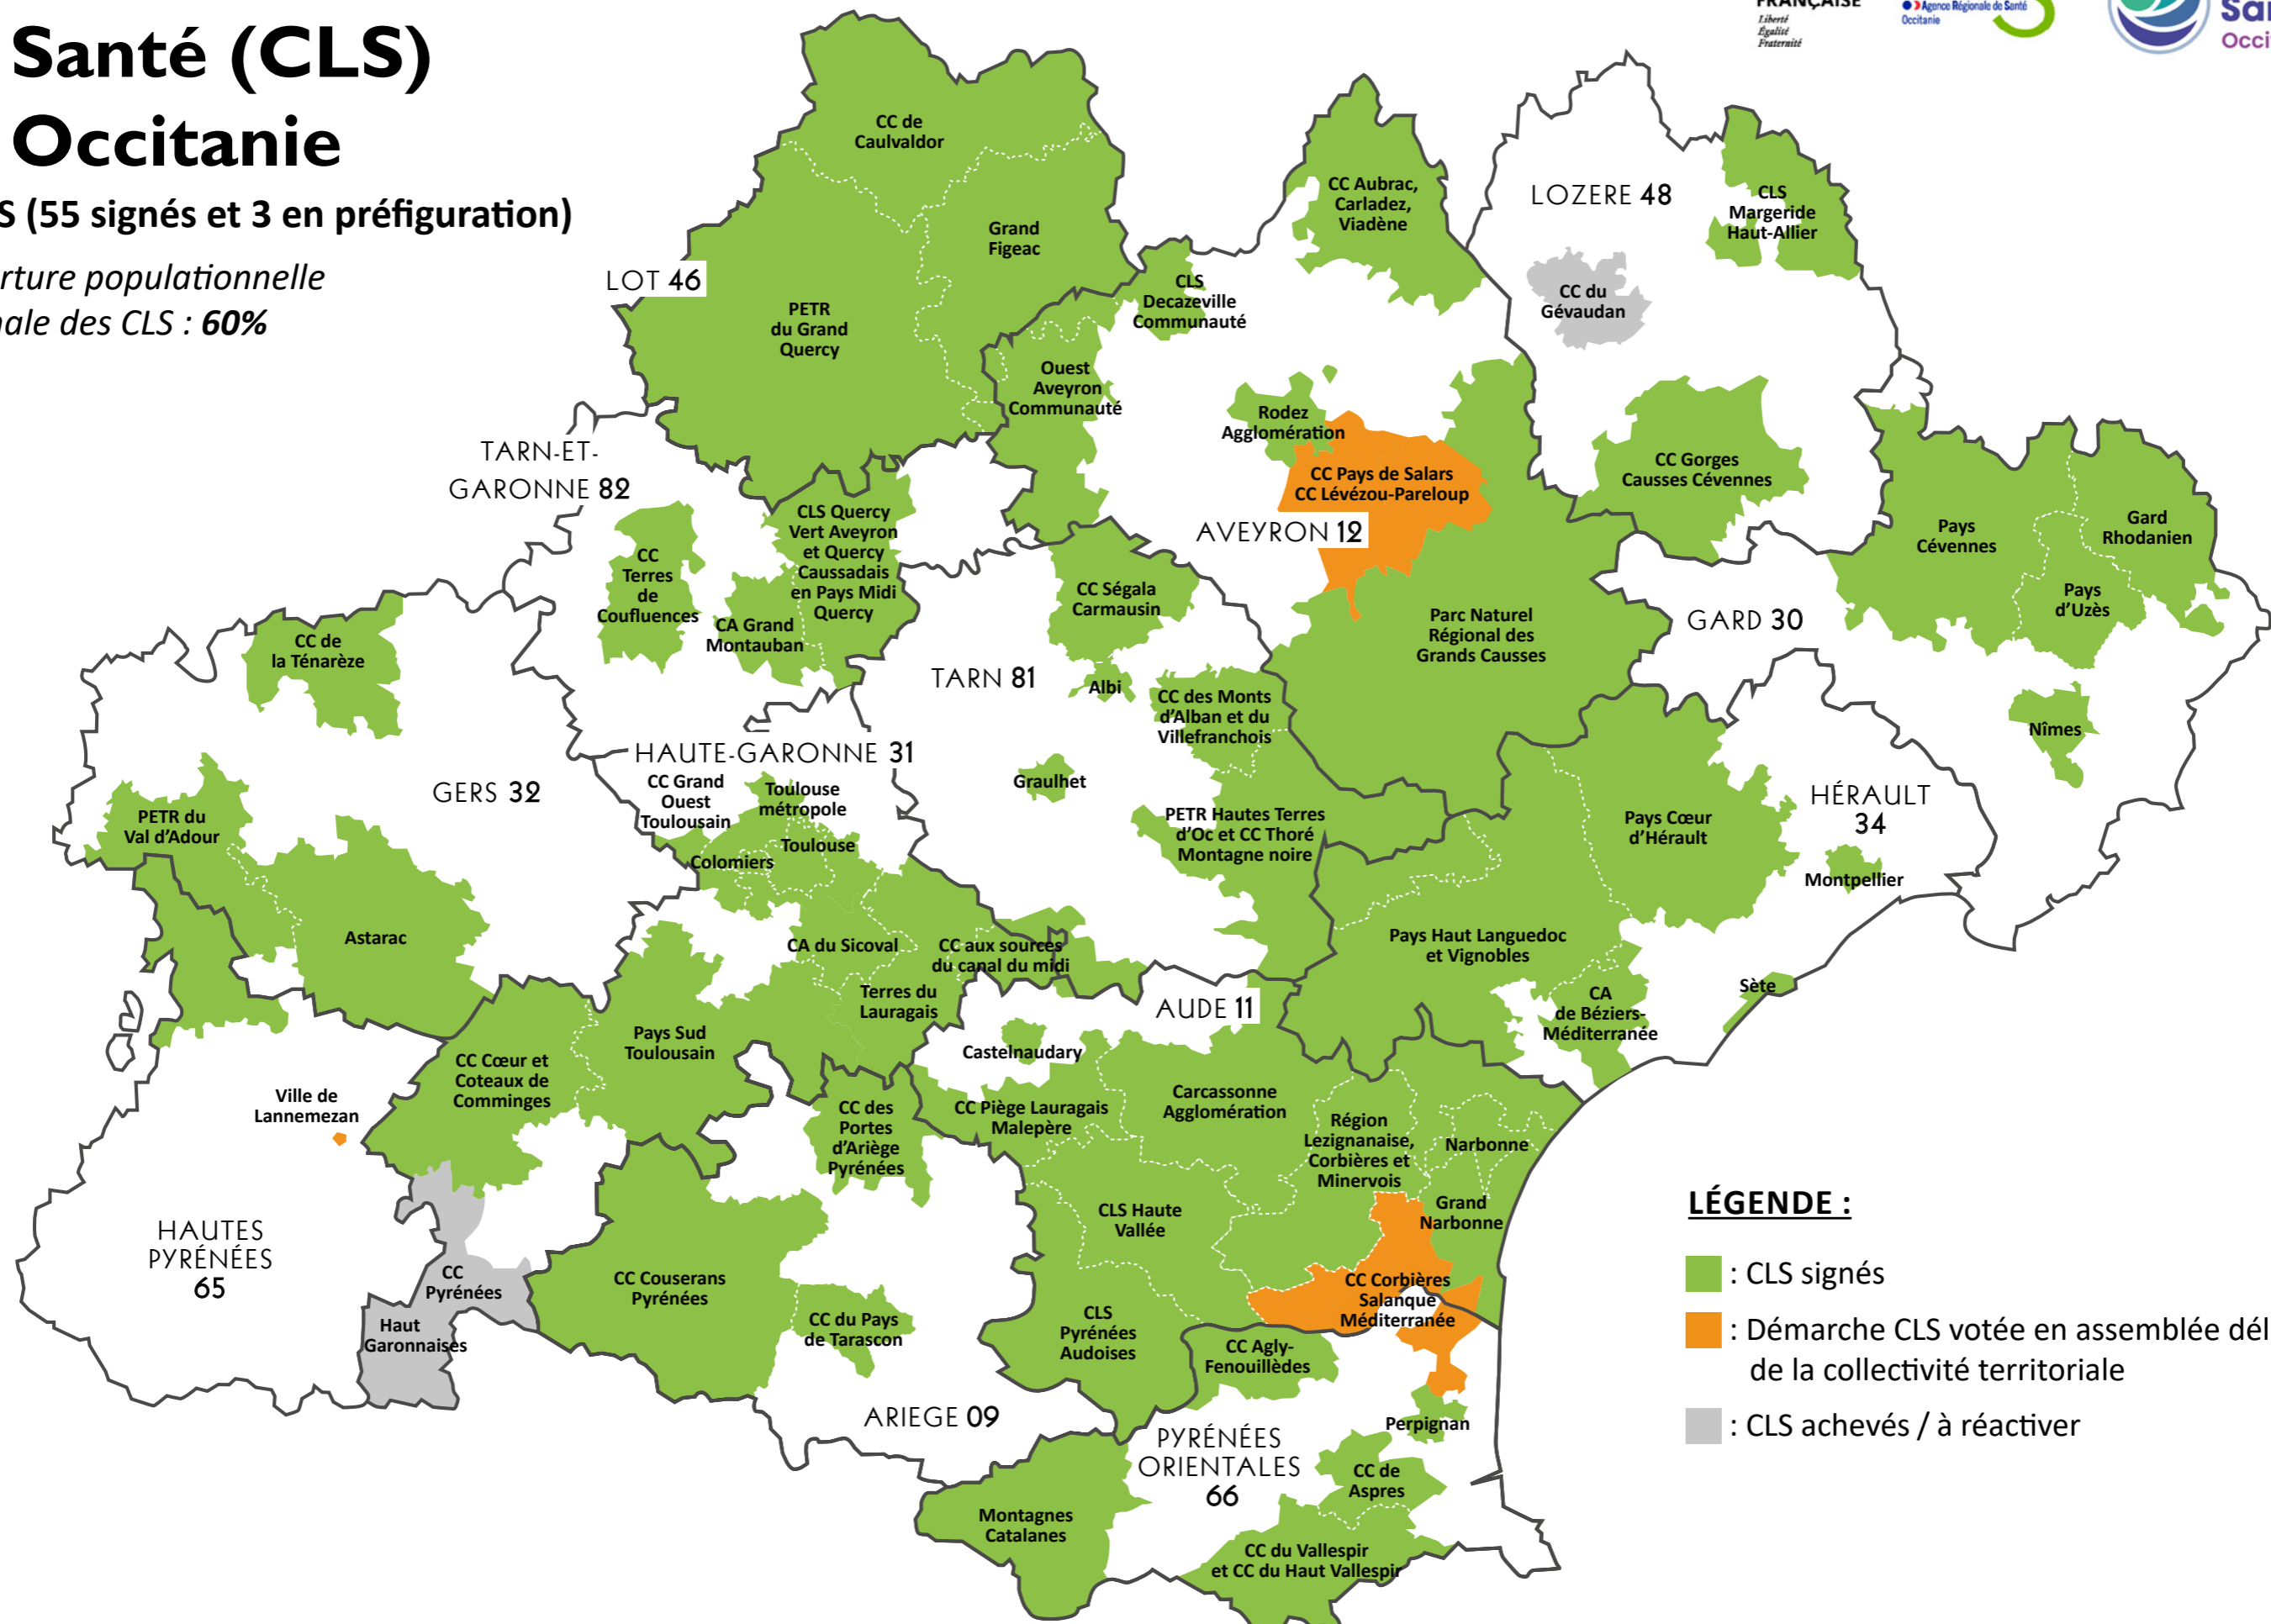 Santé (CLS)
Occitanie
(55 signés et 3 en préfiguration)
populationnelle
des CLS : 60%
FRANÇAISE
Liberté
Égalité
Fraternité
Agence Régionale de Santé
Occitanie
CC de
Caulvaldor
Grand
Figeac
LOT 46
PETR
du Grand
Quercy
CC Aubrac,
Carladez,
Viadène
LOZERE 48
CLS
Margeride
Haut-Allier
CC du
Gévaudan
CLS
Decazeville
Communauté
Ouest
Aveyron
Communauté
Rodez
Agglomération
CC Pays de Salars
CC Lévézou-Pareloup
AVEYRON 12
CC Gorges
Causses Cévennes
Pays
Cévennes
Gard
Rhodanien
Pays
d'Uzès
GARD 30
Nîmes
TARN-ET-
GARONNE 82
CC
Terres
de
Coufluences
CLS Quercy
Vert Aveyron
et Quercy
Caussadais
en Pays Midi
Quercy
CA Grand
Montauban
CC Ségala
Carmausin
TARN 81
Albi
CC des Monts
d'Alban et du
Villefranchois
Parc Naturel
Régional des
Grands Causses
CC de
la Ténarèze
GERS 32
PETR du
Val d'Adour
Astarac
HAUTE-GARONNE 31
CC Grand
Ouest
Toulousain
Toulouse
métropole
Toulouse
Colomiers
Graulhet
PETR Hautes Terres
d'Oc et CC Thoré
Montagne noire
Pays Cœur
d'Hérault
HÉRAULT
34
Montpellier
Pays Haut Languedoc
et Vignobles
CA
de Béziers-
Méditerranée
Sète
CA du Sicoval
CC aux sources
du canal du midi
Terres du
Lauragais
AUDE 11
Pays Sud
Toulousain
CC Cœur et
Coteaux de
Comminges
Ville de
Lannemezan
Castelnaudary
CC des
Portes
d'Ariège
Pyrénées
CC Piège Lauragais
Malepère
Carcassonne
Agglomération
Région
Lezignanaise,
Corbières et
Minervois
Narbonne
Grand
Narbonne
CLS Haute
Vallée
HAUTES
PYRÉNÉES
65
CC
Pyrénées
Haut
Garonnaises
CC Couserans
Pyrénées
CC du Pays
de Tarascon
CLS
Pyrénées
Audoises
CC Corbières
Salanque
Méditerranée
CC Agly-
Fenouillèdes
ARIEGE 09
Perpignan
PYRÉNÉES
ORIENTALES
66
CC de
Aspres
Montagnes
Catalanes
CC du Vallespir
et CC du Haut Vallespir
LÉGENDE :
: CLS signés
: Démarche CLS votée en assemblée
de la collectivité territoriale
: CLS achevés / à réactiver